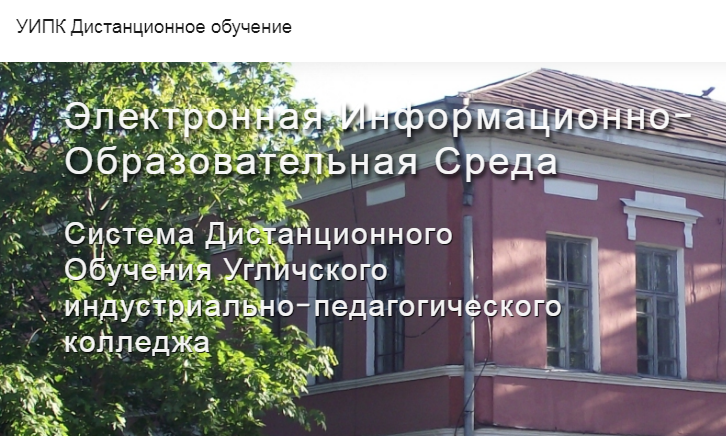 УИПК Дистанционное обучение
Электронная Информационно-
Образовательная Среда
Система Дистанционного
Обучения Угличского
индустриально-педагогического
колледжа